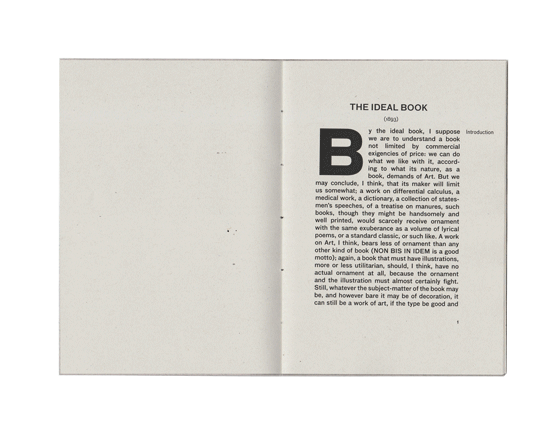 THE IDEAL BOOK
(1893)
By the ideal book, I suppose
we are to understand a book
not limited by commercial
exigencies of price: we can do
what we like with it, accord-
ing to what its nature, as a
book, demands of Art. But we
may conclude, I think, that its maker will limit
us somewhat; a work on differential calculus, a
medical work, a dictionary, a collection of states-
men's speeches, of a treatise on manures, such
books, though they might be handsomely and
well printed, would scarcely receive ornament
with the same exuberance as a volume of lyrical
poems, or a standard classic, or such like. A work
on Art, I think, bears less of ornament than any
other kind of book (NON BIS IN IDEM is a good
motto); again, a book that must have illustrations,
more or less utilitarian, should, I think, have no
actual ornament at all, because the ornament
and the illustration must almost certainly fight.
Still, whatever the subject-matter of the book may
be, and however bare it may be of decoration, it
can still be a work of art, if the type be good and
Introduction
1